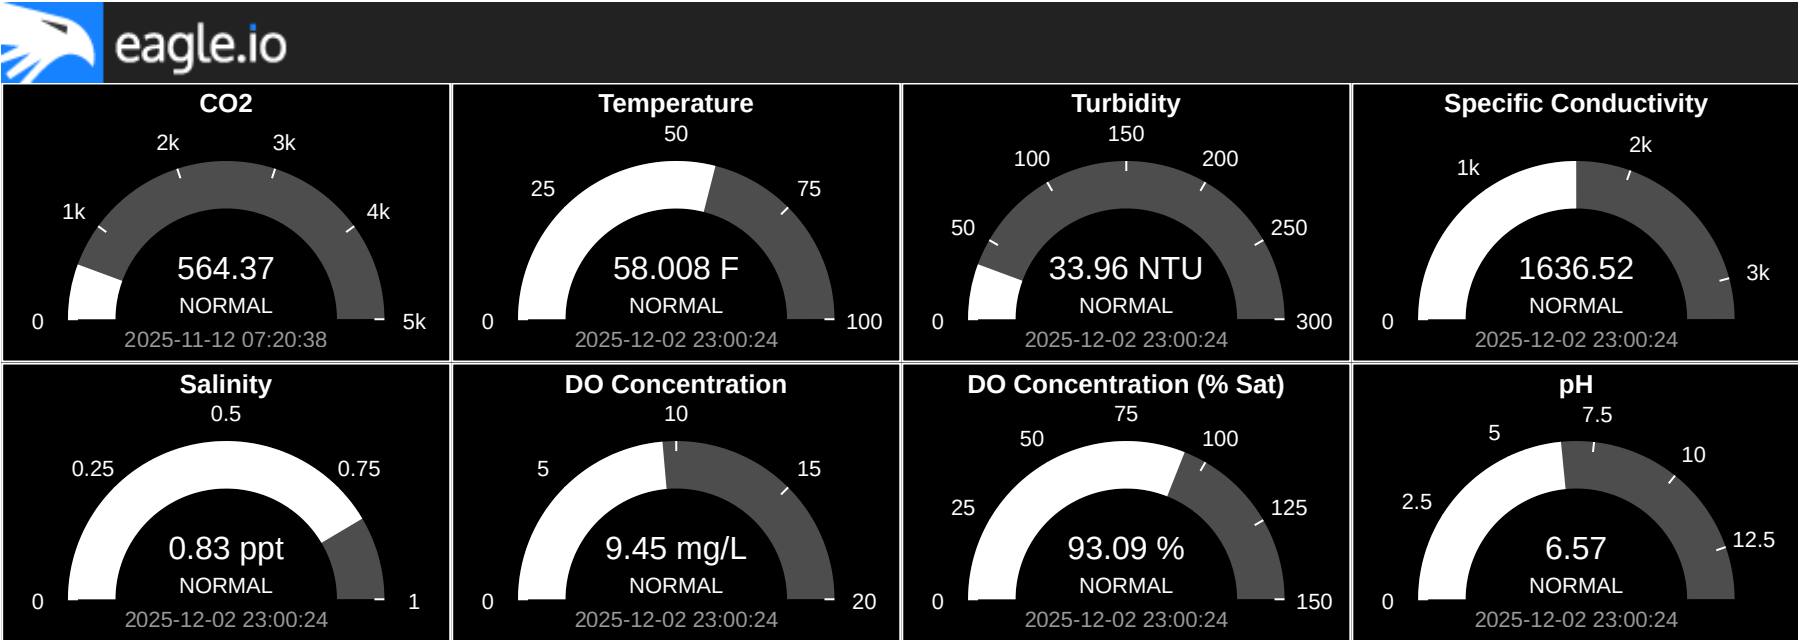 eagle.io
CO2
0
1k
2k
3k
4k
5k
564.37
NORMAL
2025-11-12 07:20:38
Temperature
0
25
50
75
100
58.008 F
NORMAL
2025-12-02 23:00:24
Turbidity
0
50
100
150
200
250
300
33.96 NTU
NORMAL
2025-12-02 23:00:24
Specific Conductivity
0
1k
2k
3k
1636.52
NORMAL
2025-12-02 23:00:24
Salinity
0
0.25
0.5
0.75
1
0.83 ppt
NORMAL
2025-12-02 23:00:24
DO Concentration
0
5
10
15
20
9.45 mg/L
NORMAL
2025-12-02 23:00:24
DO Concentration (% Sat)
0
25
50
75
100
125
150
93.09 %
NORMAL
2025-12-02 23:00:24
pH
0
2.5
5
7.5
10
12.5
6.57
NORMAL
2025-12-02 23:00:24